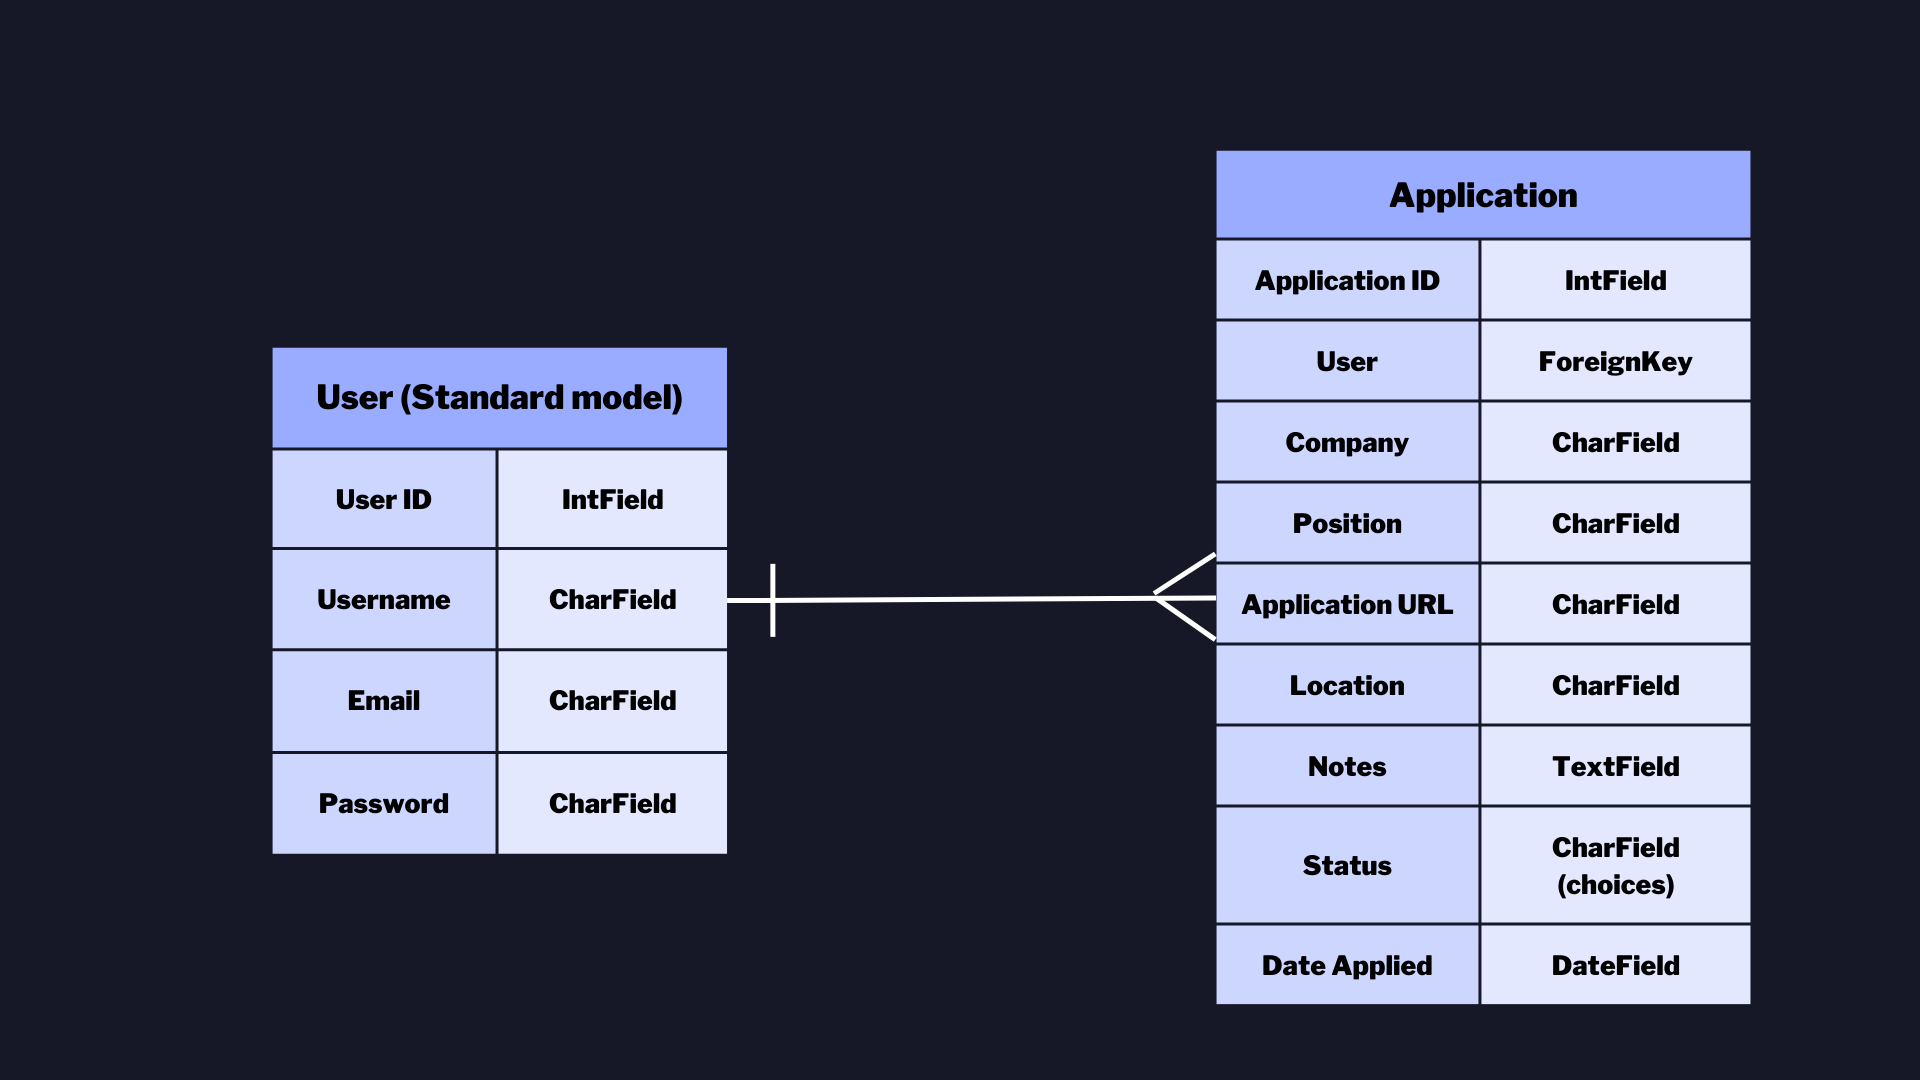 User (Standard model)
User ID IntField
Username CharField
Email CharField
Password CharField
Application
Application ID IntField
User ForeignKey
Company CharField
Position CharField
Application URL CharField
Location CharField
Notes TextField
Status CharField
(choices)
Date Applied DateField